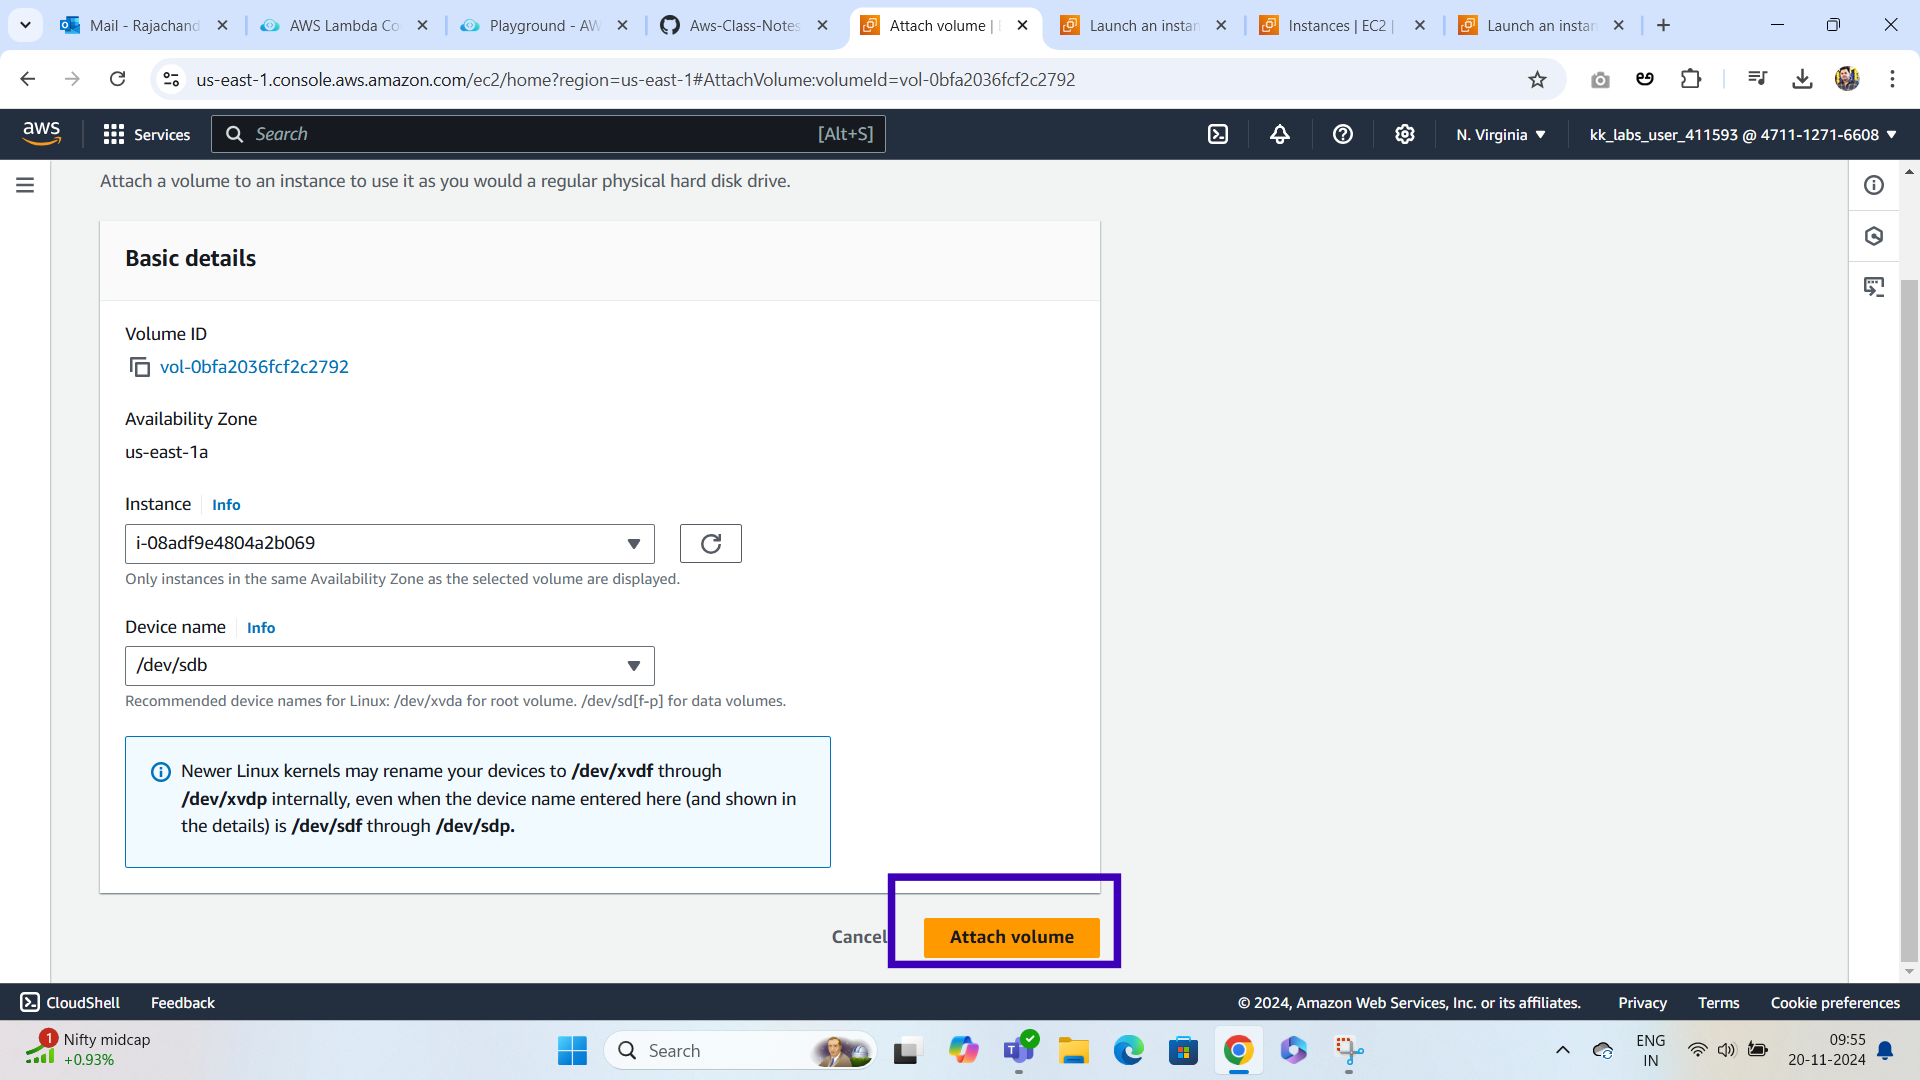 Mail - Rajachand
AWS Lambda Co
Playground - AW
Aws-Class-Notes
Attach volume |
Launch an instan
Instances | EC2 |
Launch an instan
us-east-1.console.aws.amazon.com/ec2/home?region=us-east-1#AttachVolume:volumeId=vol-0bfa2036fcf2c2792
aws
Services
Search
[Alt+S]
N. Virginia
kk_labs_user_411593 @ 4711-1271-6608
Attach a volume to an instance to use it as you would a regular physical hard disk drive.
Basic details
Volume ID
vol-0bfa2036fcf2c2792
Availability Zone
us-east-1a
Instance Info
i-08adf9e4804a2b069
Only instances in the same Availability Zone as the selected volume are displayed.
Device name Info
/dev/sdb
Recommended device names for Linux: /dev/xvda for root volume. /dev/sd[f-p] for data volumes.
Newer Linux kernels may rename your devices to /dev/xvdf through
/dev/xvdp internally, even when the device name entered here (and shown in
the details) is /dev/sdf through /dev/sdp.
Cancel
Attach volume
CloudShell
Feedback
© 2024, Amazon Web Services, Inc. or its affiliates.
Privacy
Terms
Cookie preferences
1
Nifty midcap
+0.93%
Search
ENG
IN
09:55
20-11-2024